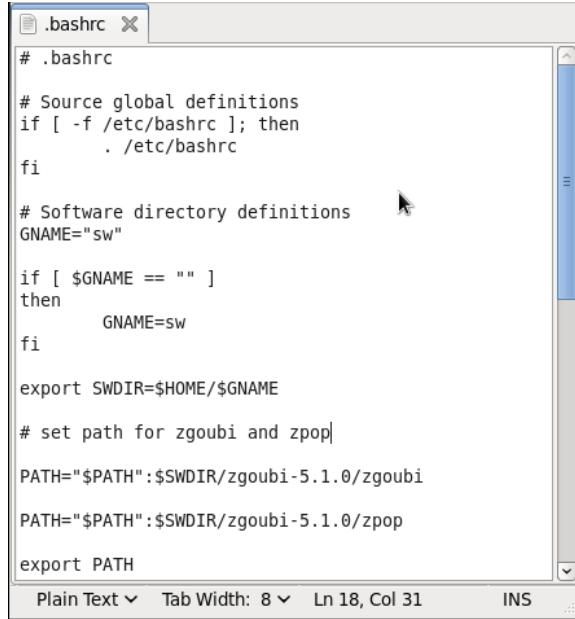 .bashrc
# .bashrc
# Source global definitions
if [ -f /etc/bashrc ]; then
        . /etc/bashrc
fi
# Software directory definitions
GNAME="sw"
if [ $GNAME == "" ]
then
        GNAME=sw
fi
export SWDIR=$HOME/$GNAME
# set path for zgoubi and zpop
PATH="$PATH":$SWDIR/zgoubi-5.1.0/zgoubi
PATH="$PATH":$SWDIR/zgoubi-5.1.0/zpop
export PATH
Plain Text Tab Width: 8 Ln 18, Col 31 INS